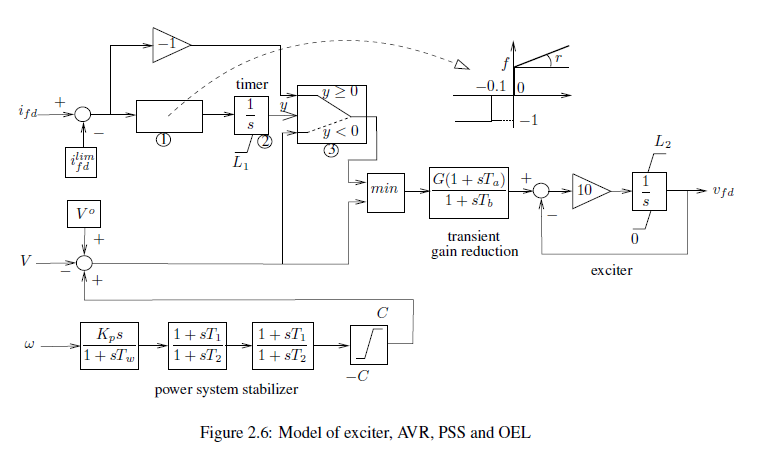 −1
f
r
−0.1 0
−1
timer
i_fd
+
−
1
s
y
y ≥ 0
y < 0
1
2
3
i_fd^lim
L_1
min
G(1 + sT_a)
1 + sT_b
+
−
10
1
s
L_2
0
v_fd
transient
gain reduction
exciter
V^o
+
V
−
+
C
ω
K_p s
1 + sT_w
1 + sT_1
1 + sT_2
1 + sT_1
1 + sT_2
−C
power system stabilizer
Figure 2.6: Model of exciter, AVR, PSS and OEL